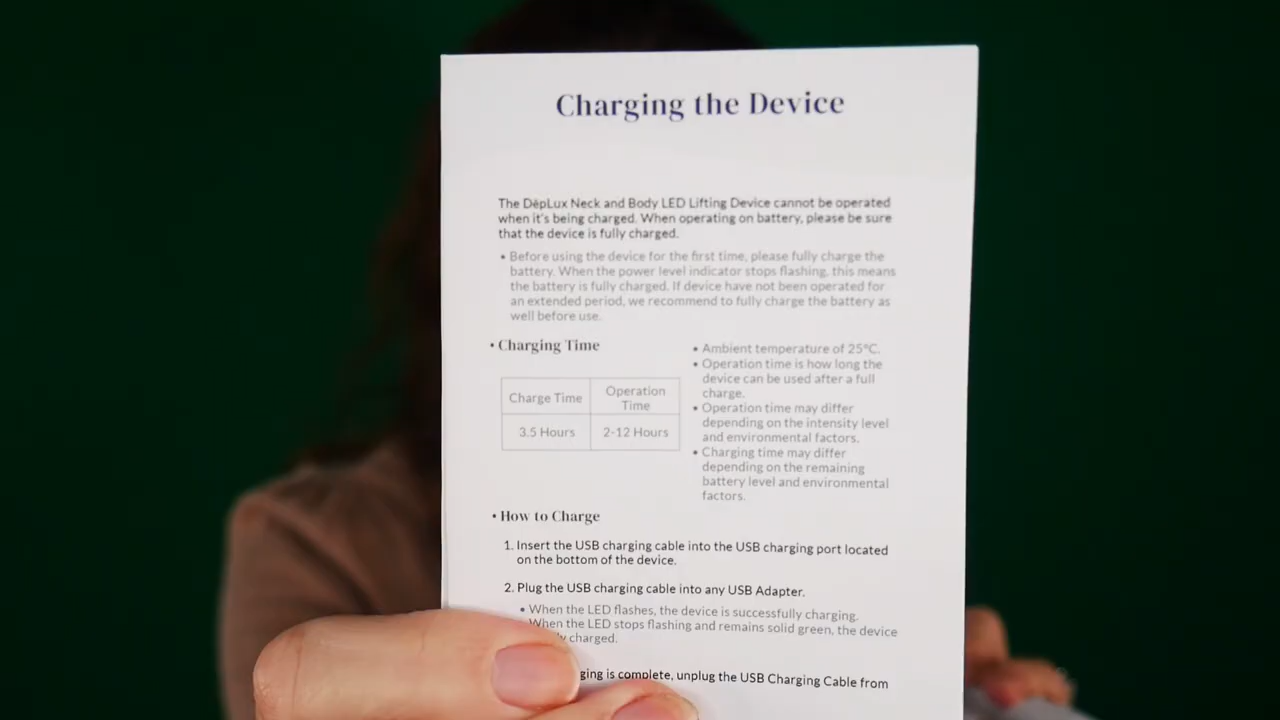 Charging the Device
The DēpLux Neck and Body LED Lifting Device cannot be operated
when it's being charged. When operating on battery, please be sure
that the device is fully charged.
• Before using the device for the first time, please fully charge the
battery. When the power level indicator stops flashing, this means
the battery is fully charged. If device have not been operated for
an extended period, we recommend to fully charge the battery as
well before use.
• Charging Time
Charge Time
Operation
Time
3.5 Hours
2-12 Hours
• Ambient temperature of 25°C.
• Operation time is how long the
device can be used after a full
charge.
• Operation time may differ
depending on the intensity level
and environmental factors.
• Charging time may differ
depending on the remaining
battery level and environmental
factors.
• How to Charge
1. Insert the USB charging cable into the USB charging port located
on the bottom of the device.
2. Plug the USB charging cable into any USB Adapter.
• When the LED flashes, the device is successfully charging.
When the LED stops flashing and remains solid green, the device
charged.
is complete, unplug the USB Charging Cable from